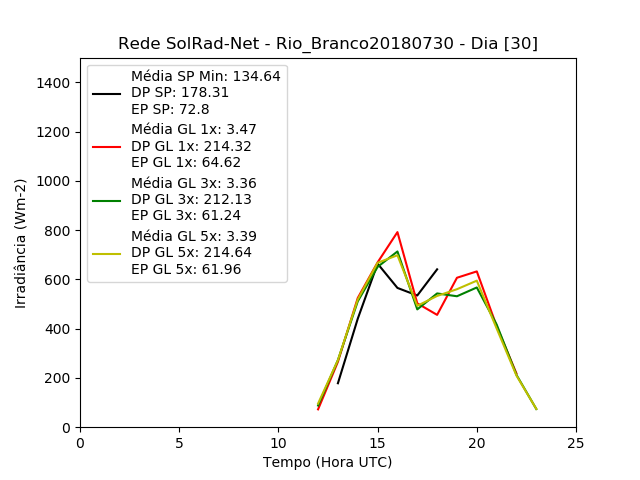 Rede SolRad-Net - Rio_Branco20180730 - Dia [30]
Média SP Min: 134.64
DP SP: 178.31
EP SP: 72.8
Média GL 1x: 3.47
DP GL 1x: 214.32
EP GL 1x: 64.62
Média GL 3x: 3.36
DP GL 3x: 212.13
EP GL 3x: 61.24
Média GL 5x: 3.39
DP GL 5x: 214.64
EP GL 5x: 61.96
Irradiância (Wm-2)
1400
1200
1000
800
600
400
200
0
0 5 10 15 20 25
Tempo (Hora UTC)